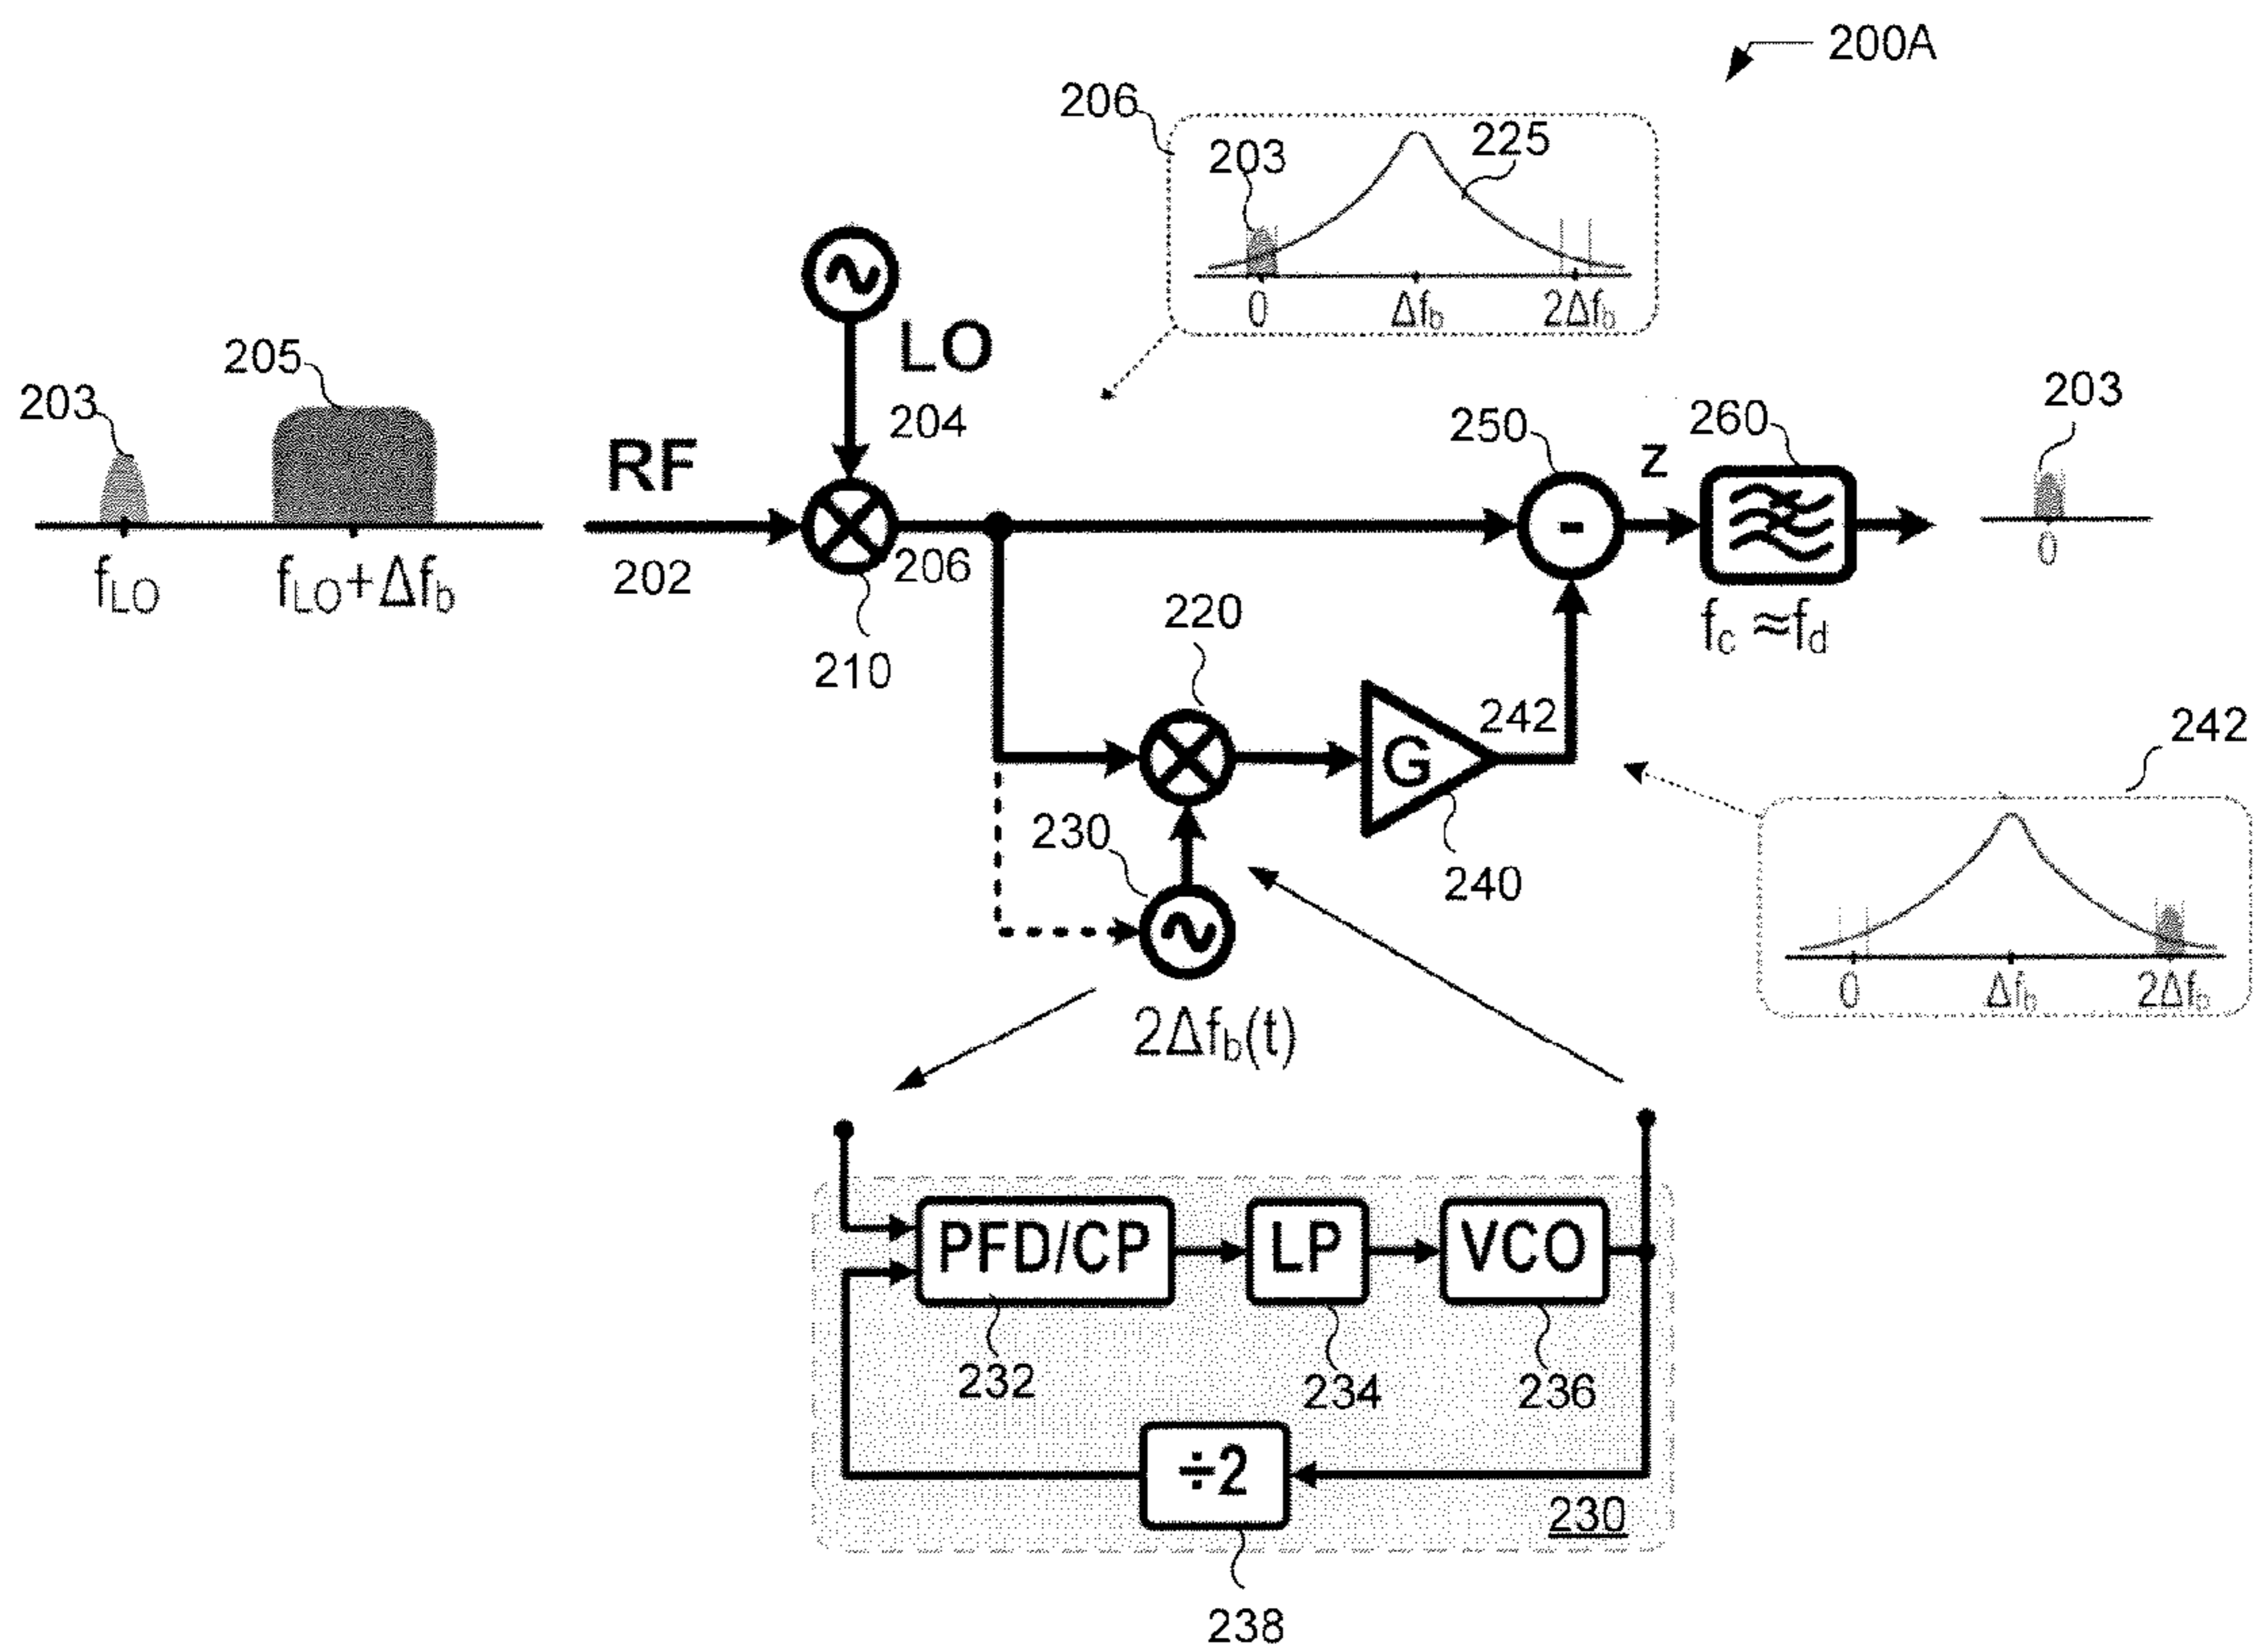 200A
206
203
225
0
Δf_b
2Δf_b
LO
204
203
205
f_LO
f_LO+Δf_b
RF
202
206
210
250
z
260
f_c ≈f_d
203
0
220
G
242
240
230
2Δf_b(t)
242
0
Δf_b
2Δf_b
PFD/CP
LP
VCO
232
234
236
÷2
230
238